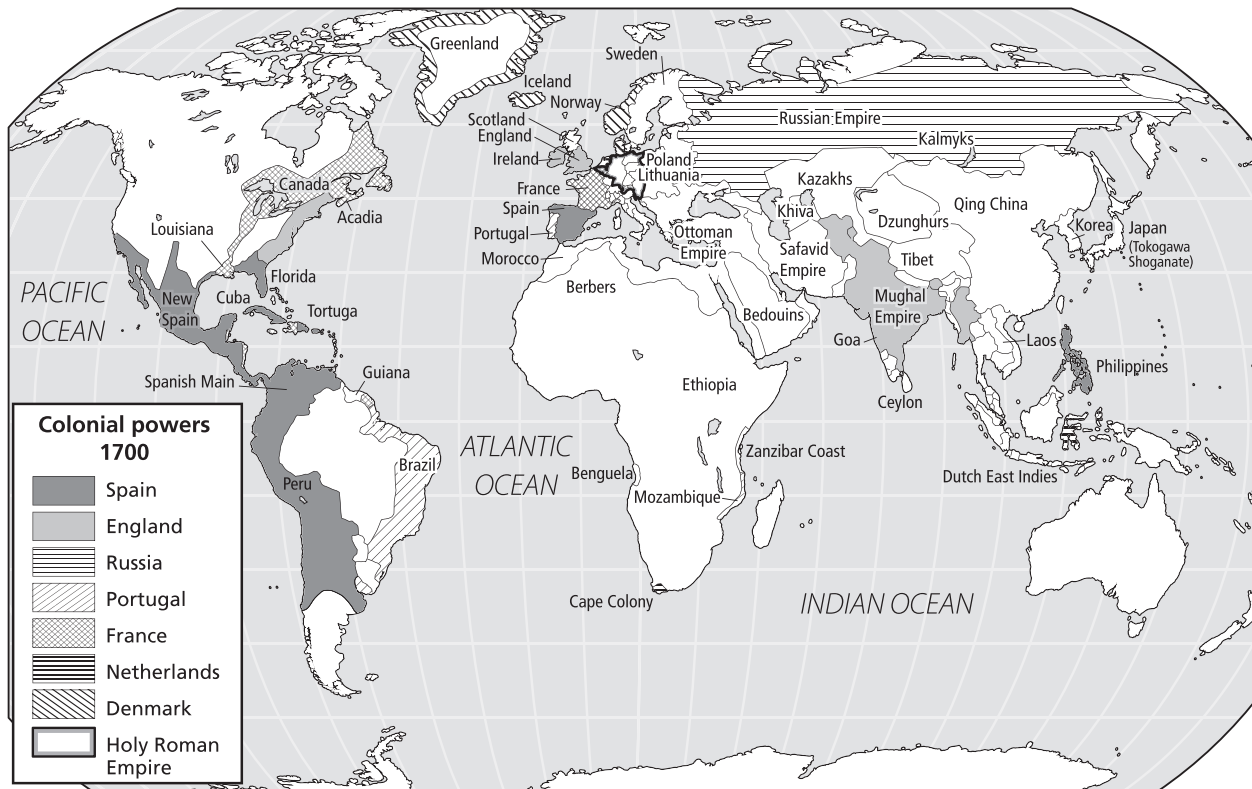 Greenland
Sweden
Iceland
Norway
Scotland
England
Ireland
Russian Empire
Kalmyks
Poland
Lithuania
Canada
France
Kazakhs
Qing China
Acadia
Spain
Khiva
Dzunghurs
Louisiana
Portugal
Ottoman
Empire
Korea
Japan
(Tokogawa
Shoganate)
Morocco
Safavid
Empire
Tibet
Florida
Berbers
PACIFIC
OCEAN
New
Spain
Cuba
Tortuga
Bedouins
Mughal
Empire
Goa
Laos
Philippines
Spanish Main
Guiana
Ethiopia
Ceylon
ATLANTIC
OCEAN
Brazil
Zanzibar Coast
Peru
Benguela
Mozambique
Dutch East Indies
Cape Colony
INDIAN OCEAN
Colonial powers
1700
Spain
England
Russia
Portugal
France
Netherlands
Denmark
Holy Roman
Empire